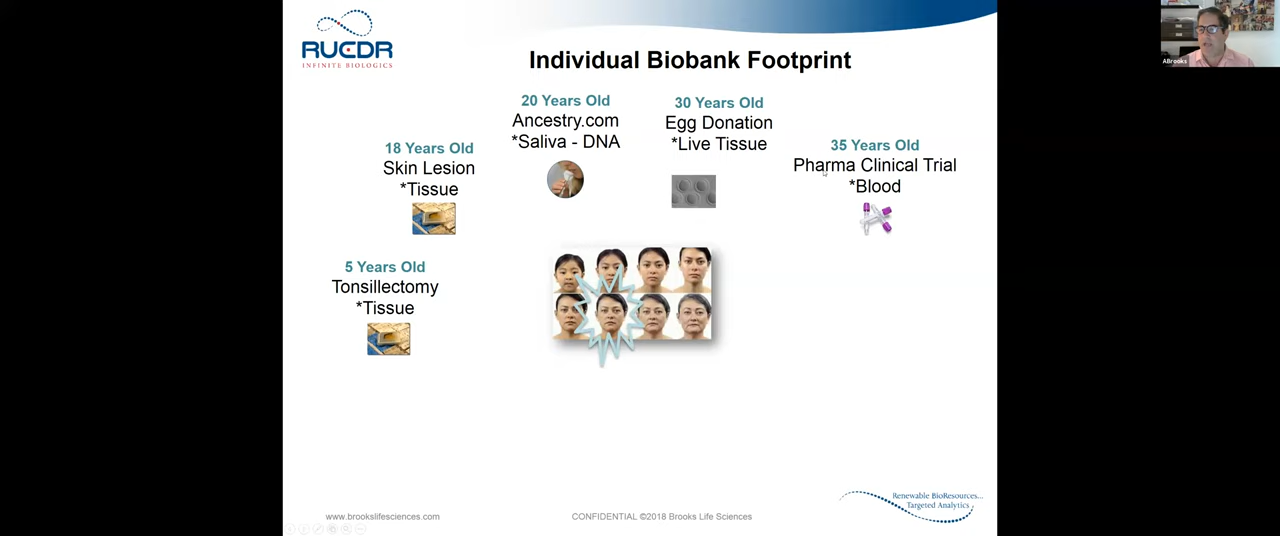 RUCDR
INFINITE BIOLOGICS
Individual Biobank Footprint
ABrooks
5 Years Old
Tonsillectomy
*Tissue
18 Years Old
Skin Lesion
*Tissue
20 Years Old
Ancestry.com
*Saliva - DNA
30 Years Old
Egg Donation
*Live Tissue
35 Years Old
Pharma Clinical Trial
*Blood
Renewable BioResources...
Targeted Analytics
www.brookslifesciences.com
CONFIDENTIAL ©2018 Brooks Life Sciences